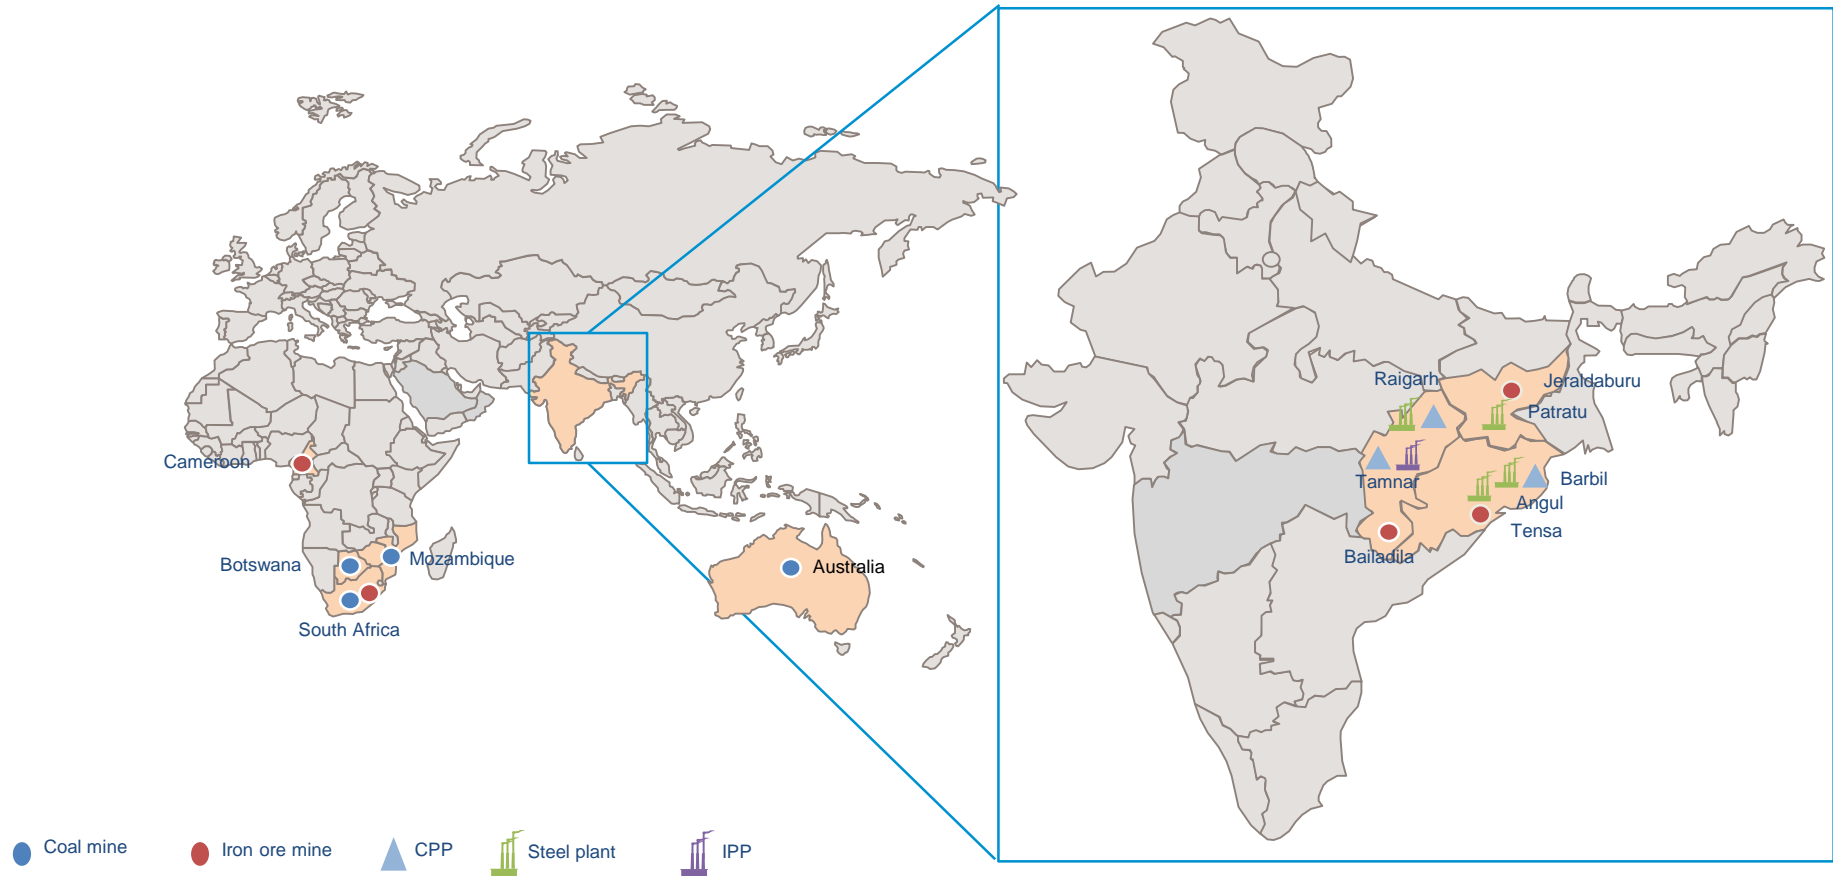 Raigarh
Jeraldaburu
Patratu
Cameroon
Tamnar
Barbil
Angul
Tensa
Bailadila
Botswana
Mozambique
Australia
South Africa
Coal mine
Iron ore mine
CPP
Steel plant
IPP